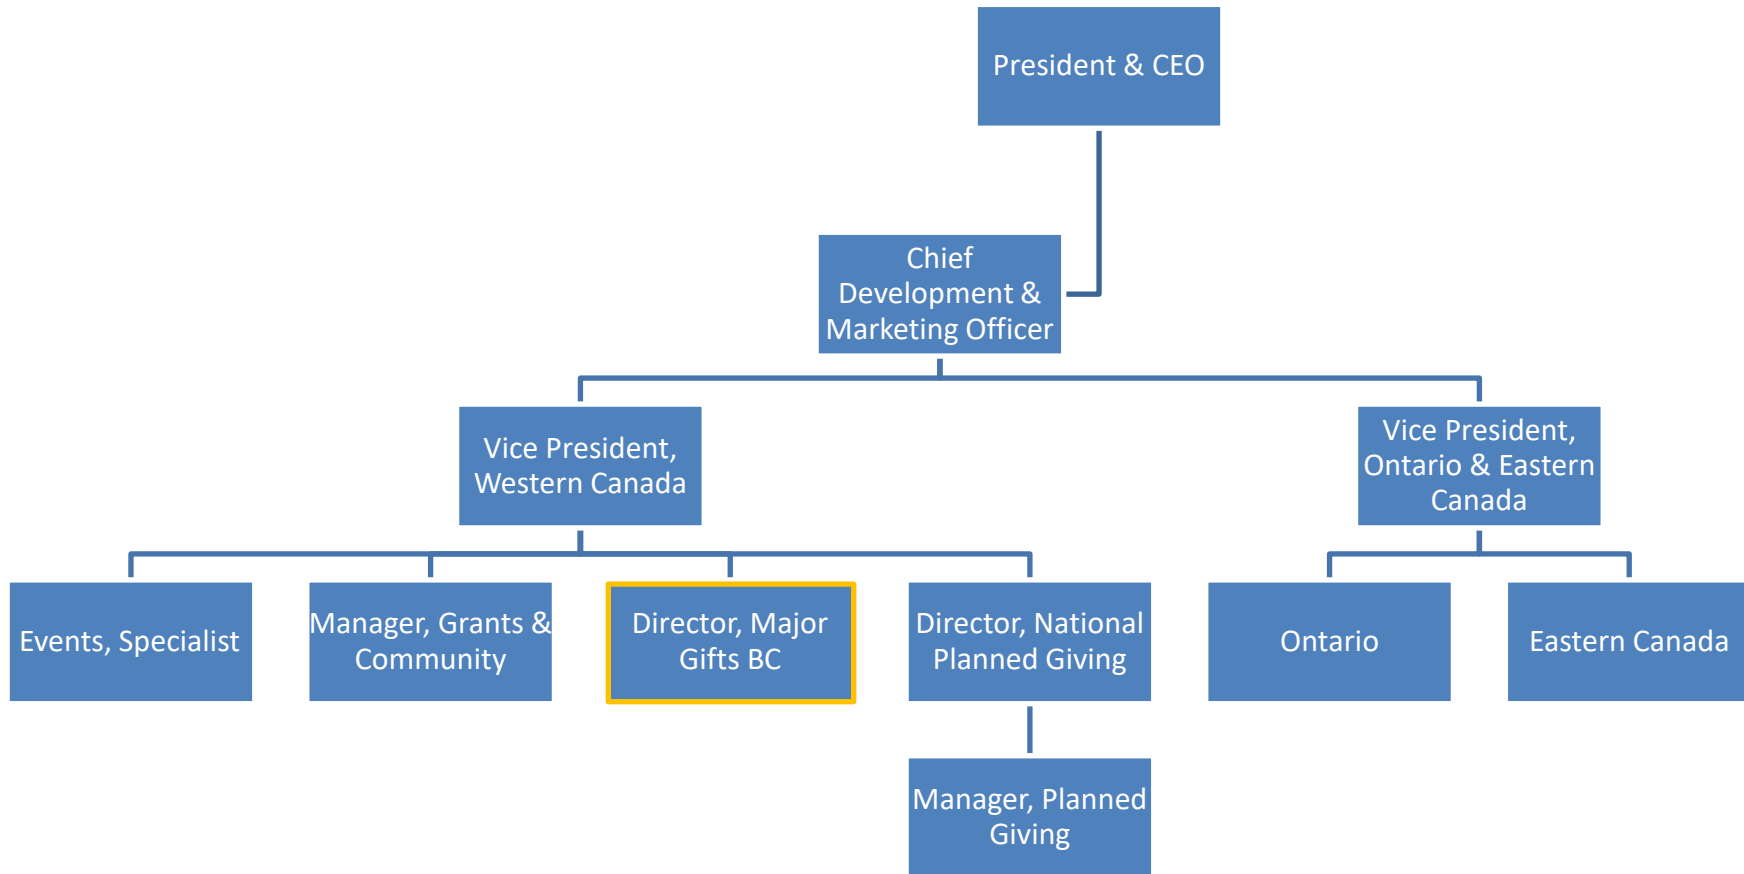 President & CEO
Chief
Development &
Marketing Officer
Vice President,
Western Canada
Vice President,
Ontario & Eastern
Canada
Events, Specialist
Manager, Grants &
Community
Director, Major
Gifts BC
Director, National
Planned Giving
Ontario
Eastern Canada
Manager, Planned
Giving